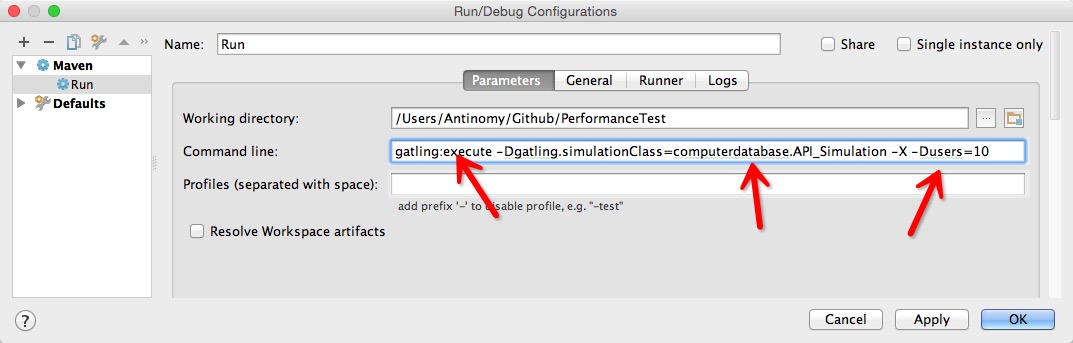 Run/Debug Configurations
Name: Run
Share
Single instance only
Maven
Run
Defaults
Parameters General Runner Logs
Working directory: /Users/Antinomy/Github/PerformanceTest
Command line: gatling:execute -Dgatling.simulationClass=computerdatabase.API_Simulation -X -Dusers=10
Profiles (separated with space):
add prefix '-' to disable profile, e.g. "-test"
Resolve Workspace artifacts
? Cancel Apply OK